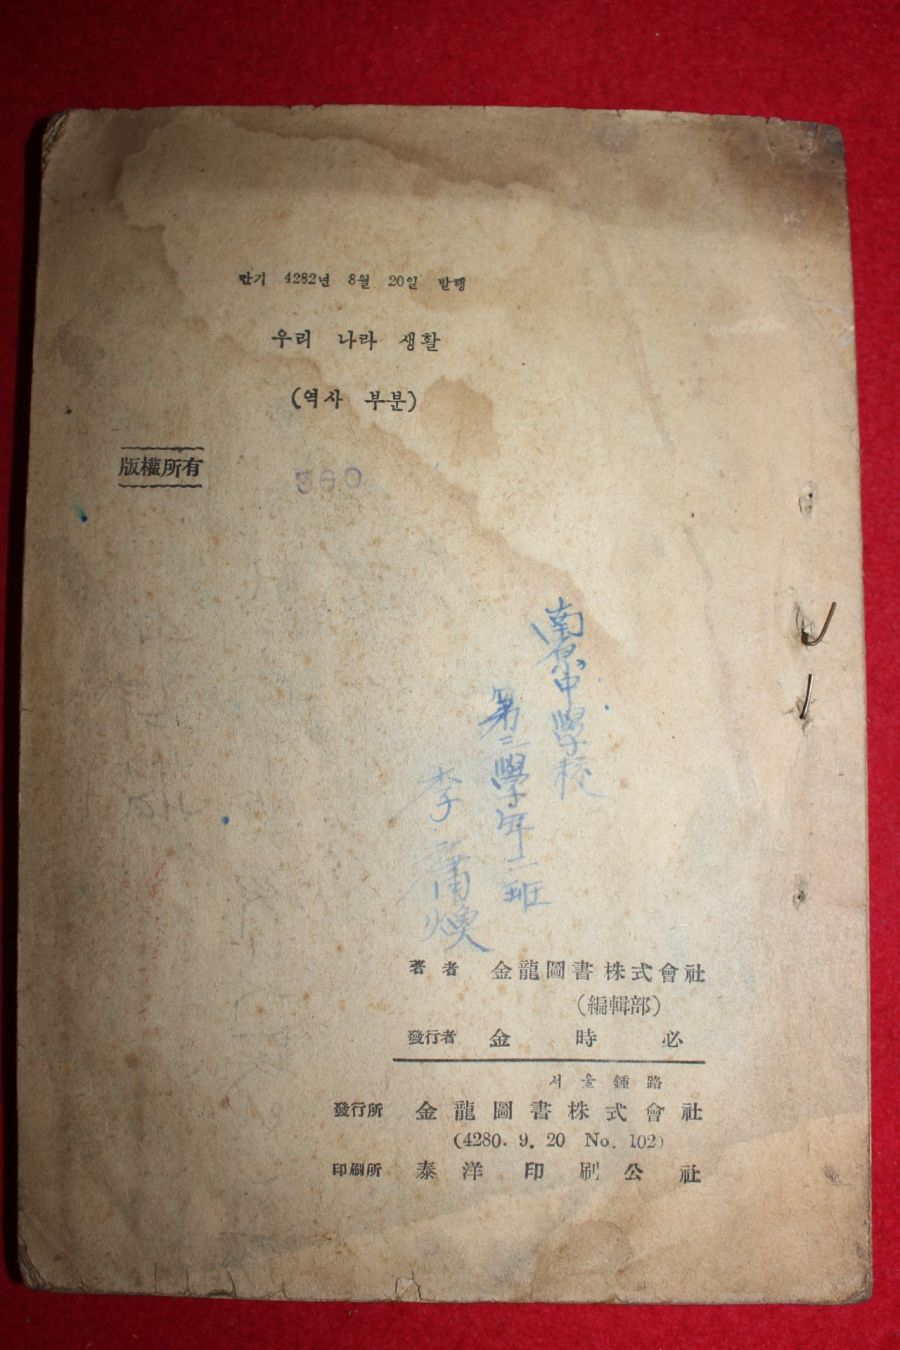 단기 4282년 8월 20일 발행
우리 나라 생활
(역사 부분)
版權所有
360
南原中學校
第三學年二班
李
煥
著者 金龍圖書株式會社
(編輯部)
發行者 金時必
서울 鍾路
發行所 金龍圖書株式會社
(4280. 9. 20 No. 102)
印刷所 泰洋印刷公社